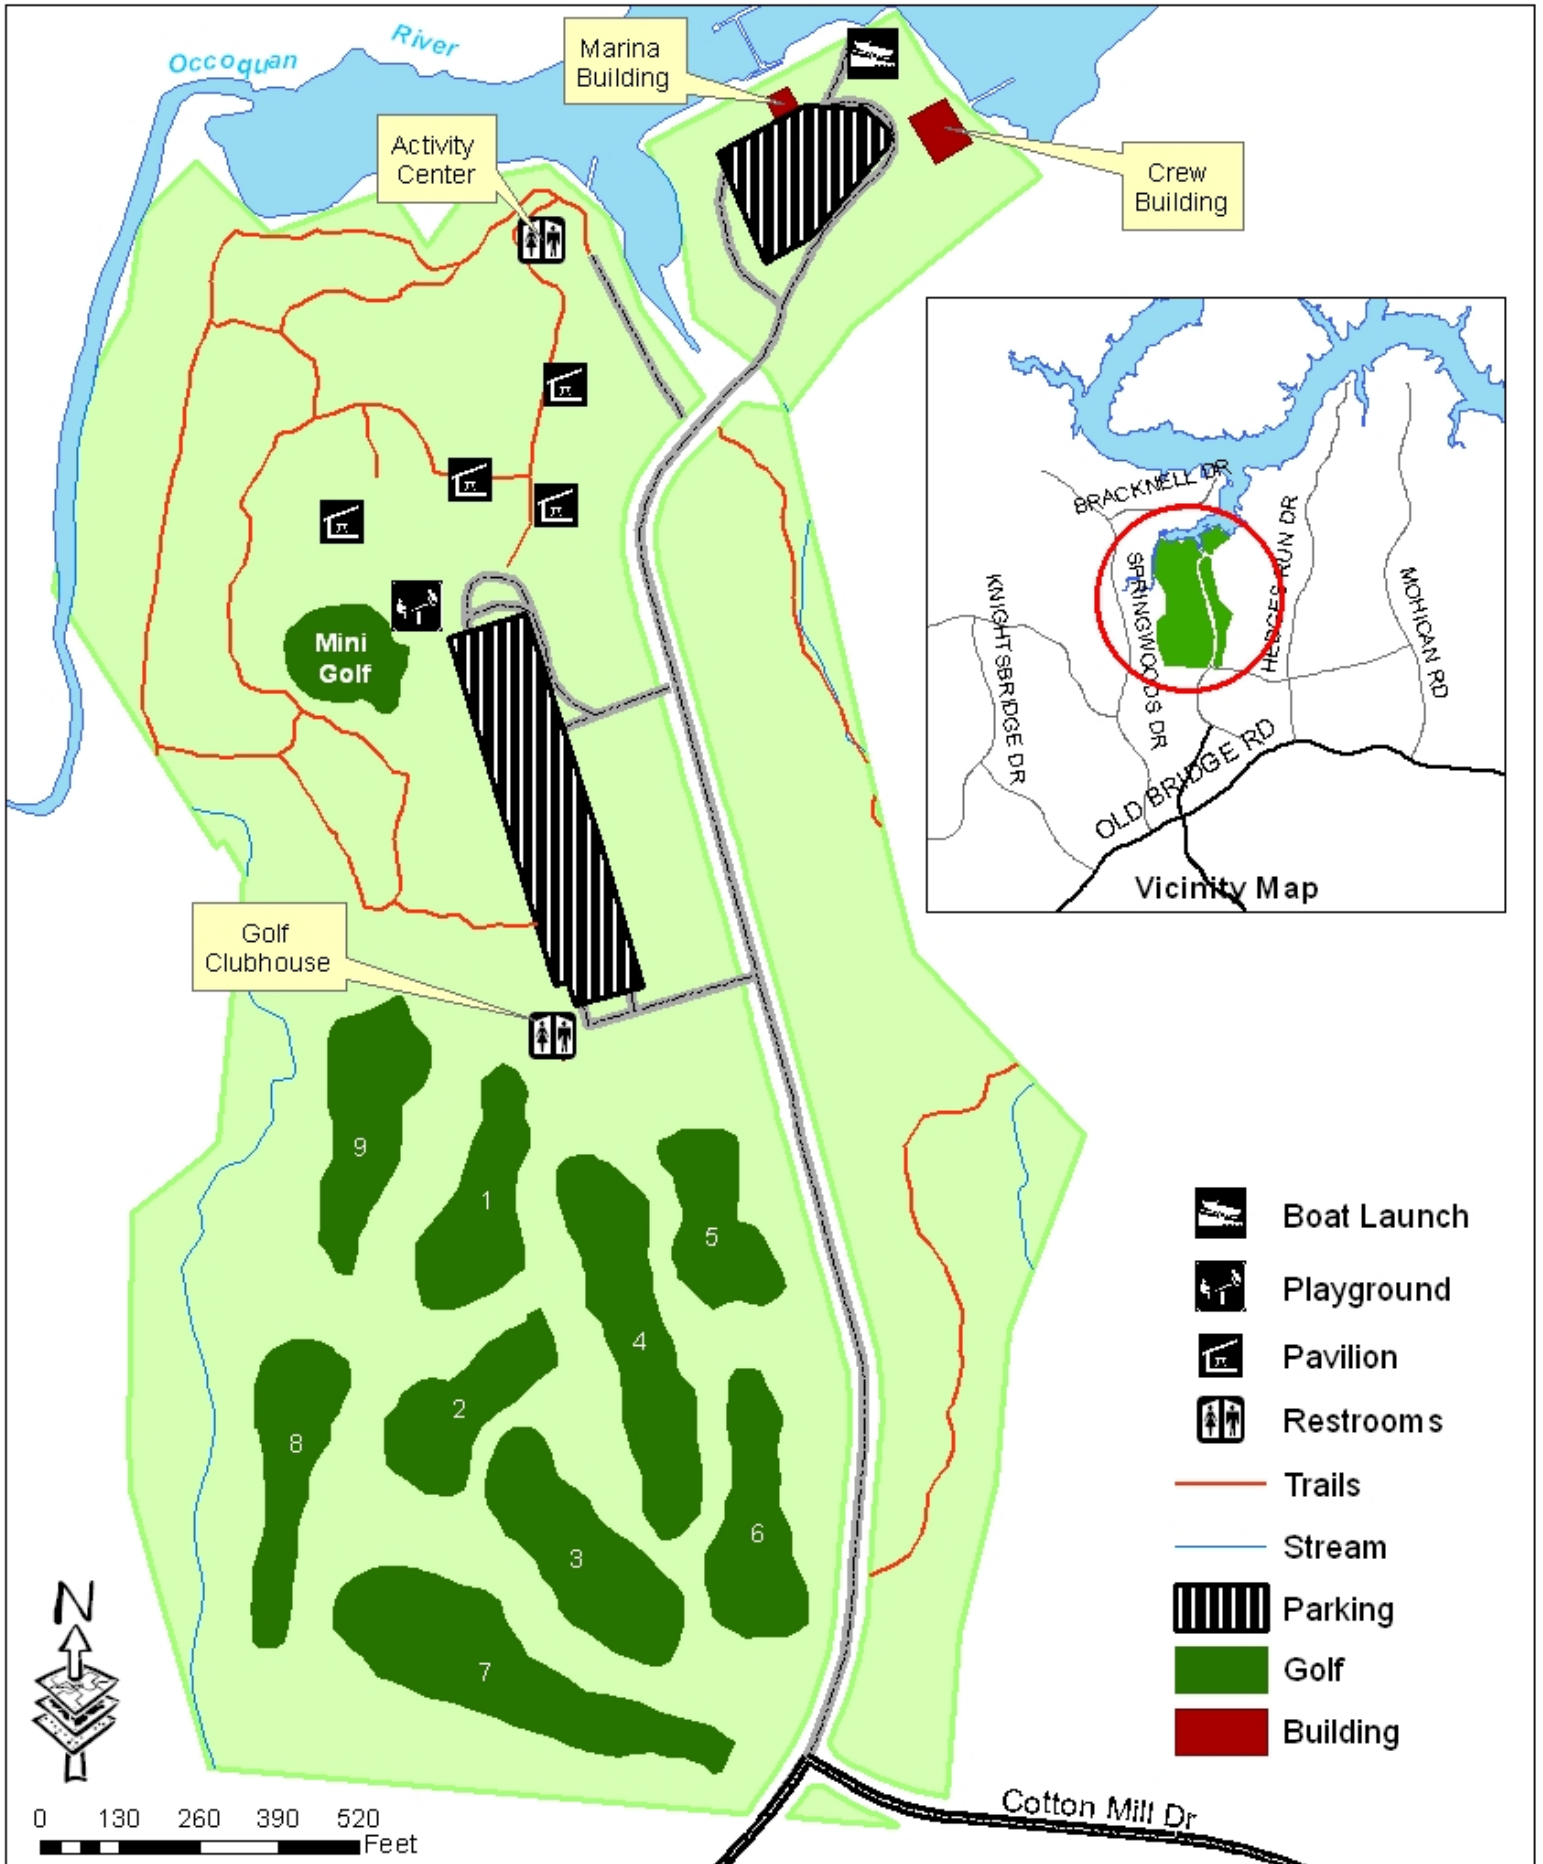 Occoquan River
Marina
Building
Activity
Center
Crew
Building
Mini
Golf
Golf
Clubhouse
9
1
5
4
2
8
6
3
7
BRACKNELL DR
SPRINGWOODS DR
KNIGHTSBRIDGE DR
HEDGES RUN DR
MOHICAN RD
OLD BRIDGE RD
Vicinity Map
Boat Launch
Playground
Pavilion
Restrooms
Trails
Stream
Parking
Golf
Building
N
0 130 260 390 520
Feet
Cotton Mill Dr